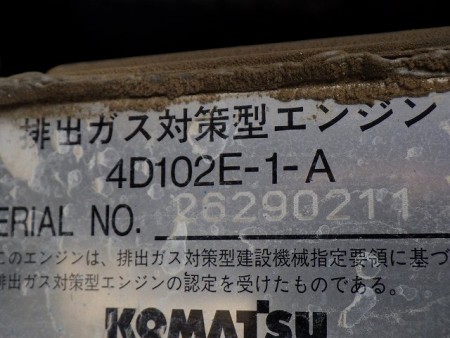 排出ガス対策型エンジン
4D102E-1-A
ERIAL NO. 26290211
このエンジンは、排出ガス対策型建設機械指定要領に基づ
排出ガス対策型エンジンの認定を受けたものである。
KOMATSU